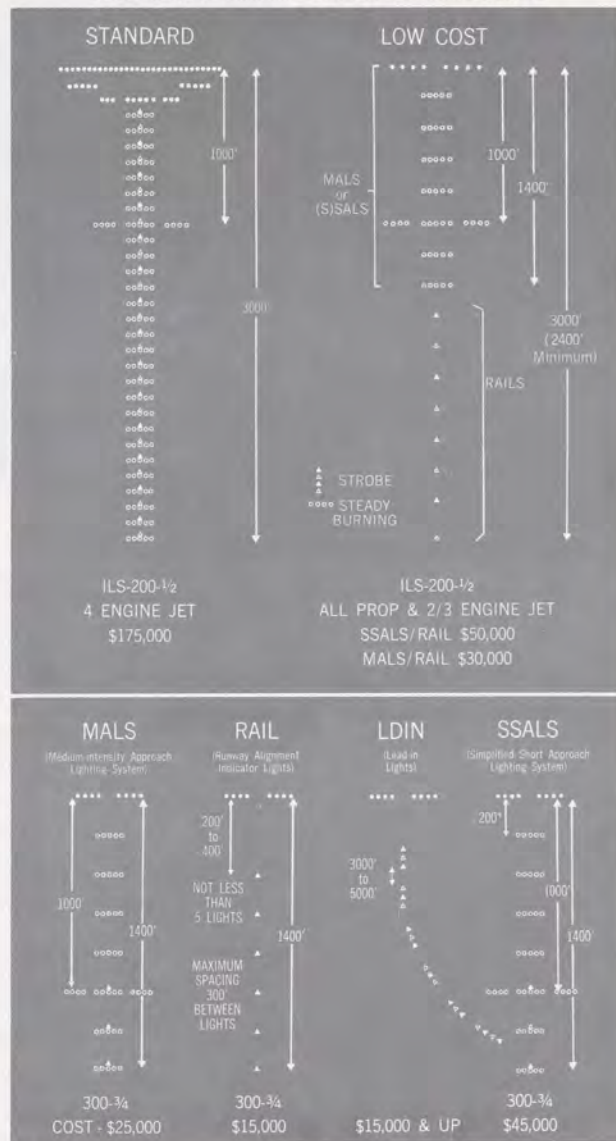 STANDARD
1000'
3000'
ILS-200-½
4 ENGINE JET
$175,000
LOW COST
MALS
or
(S)SALS
1000'
1400'
3000'
(2400'
Minimum)
RAILS
STROBE
STEADY
BURNING
ILS-200-½
ALL PROP & 2/3 ENGINE JET
SSALS/RAIL $50,000
MALS/RAIL $30,000
MALS
(Medium-intensity Approach
Lighting System)
1000'
1400'
300-¾
COST - $25,000
RAIL
(Runway Alignment
Indicator Lights)
200'
to
400'
NOT LESS
THAN
5 LIGHTS
MAXIMUM
SPACING
300'
BETWEEN
LIGHTS
1400'
300-¾
$15,000
LDIN
(Lead-in
Lights)
3000'
to
5000'
$15,000 & UP
SSALS
(Simplified Short Approach
Lighting System)
200'
1000'
1400'
300-¾
$45,000